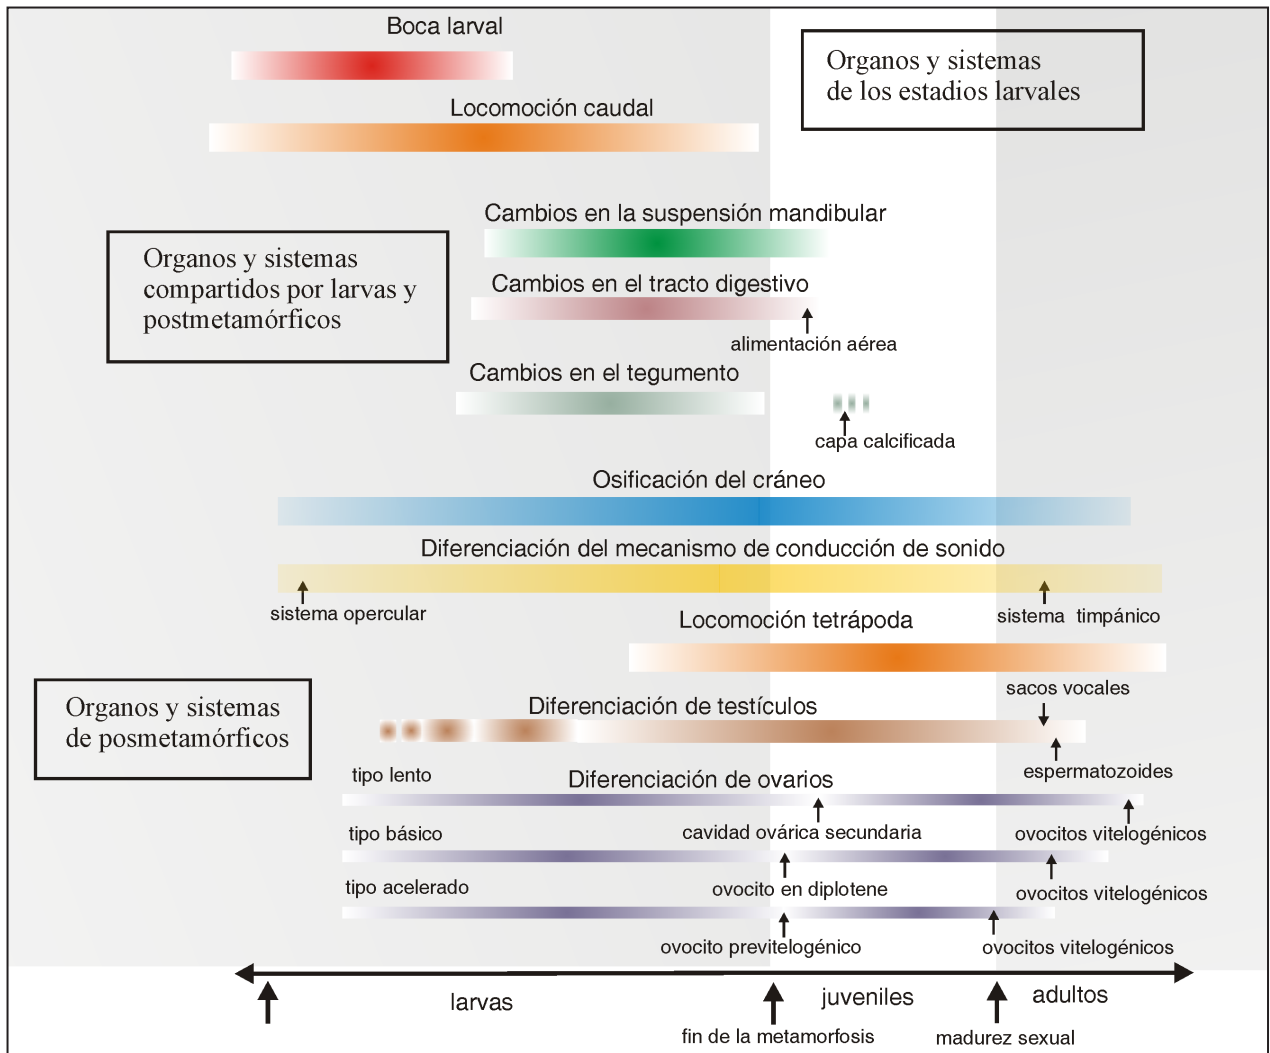 Boca larval
Organos y sistemas
de los estadios larvales
Locomoción caudal
Cambios en la suspensión mandibular
Organos y sistemas
compartidos por larvas y
postmetamórficos
Cambios en el tracto digestivo
alimentación aérea
Cambios en el tegumento
capa calcificada
Osificación del cráneo
Diferenciación del mecanismo de conducción de sonido
sistema opercular
sistema timpánico
Locomoción tetrápoda
sacos vocales
Organos y sistemas
de posmetamórficos
Diferenciación de testículos
espermatozoides
tipo lento
Diferenciación de ovarios
tipo básico
cavidad ovárica secundaria
ovocitos vitelogénicos
tipo acelerado
ovocito en diplotene
ovocitos vitelogénicos
ovocito previtelogénico
ovocitos vitelogénicos
larvas
juveniles
adultos
fin de la metamorfosis
madurez sexual